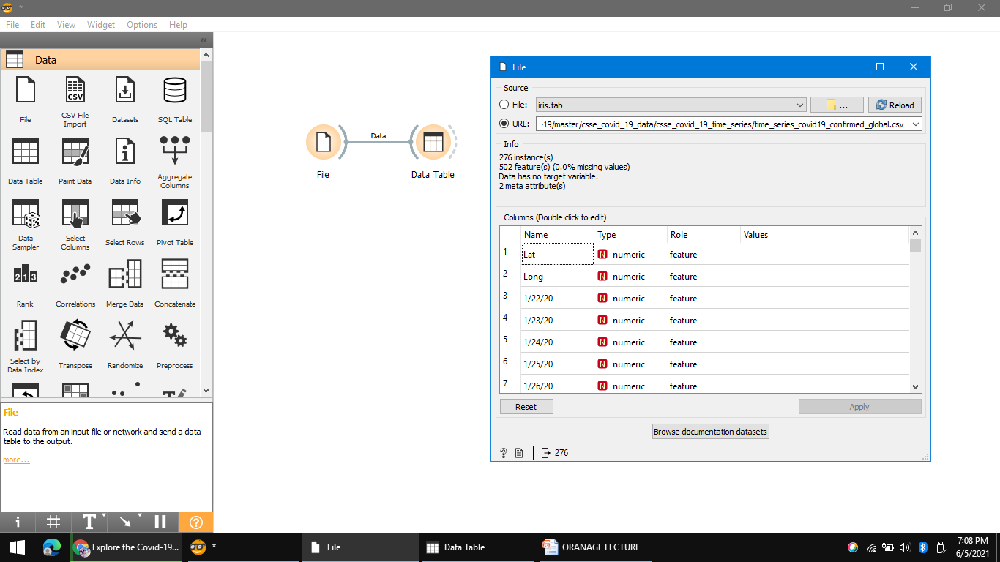 *
File Edit View Widget Options Help
Data
File
CSV File Import
Datasets
SQL Table
Data Table
Paint Data
Data Info
Aggregate Columns
Data Sampler
Select Columns
Select Rows
Pivot Table
Rank
Correlations
Merge Data
Concatenate
Select by Data Index
Transpose
Randomize
Preprocess
File
Read data from an input file or network and send a data
table to the output.
more...
File
Data
Data Table
File
Source
File: iris.tab ... Reload
URL: -19/master/csse_covid_19_data/csse_covid_19_time_series/time_series_covid19_confirmed_global.csv
Info
276 instance(s)
502 feature(s) (0.0% missing values)
Data has no target variable.
2 meta attribute(s)
Columns (Double click to edit)
Name Type Role Values
1 Lat N numeric feature
2 Long N numeric feature
3 1/22/20 N numeric feature
4 1/23/20 N numeric feature
5 1/24/20 N numeric feature
6 1/25/20 N numeric feature
7 1/26/20 N numeric feature
Reset Apply
Browse documentation datasets
? 276
Explore the Covid-19... * File Data Table ORANAGE LECTURE
7:08 PM
6/5/2021